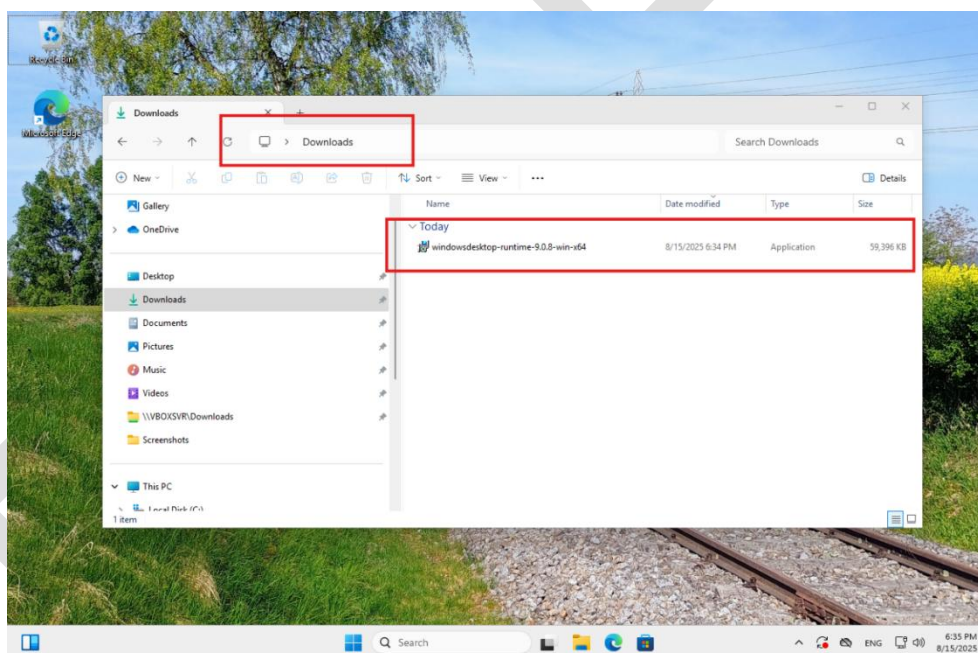 Recycle Bin
Microsoft Edge
Downloads
Downloads
Search Downloads
New
Sort
View
Details
Gallery
OneDrive
Desktop
Downloads
Documents
Pictures
Music
Videos
\\VBOXSVR\Downloads
Screenshots
This PC
Local Disk (C:)
Name Date modified Type Size
Today
windowsdesktop-runtime-9.0.8-win-x64 8/15/2025 6:34 PM Application 59,396 KB
1 item
Search
ENG
6:35 PM
8/15/2025